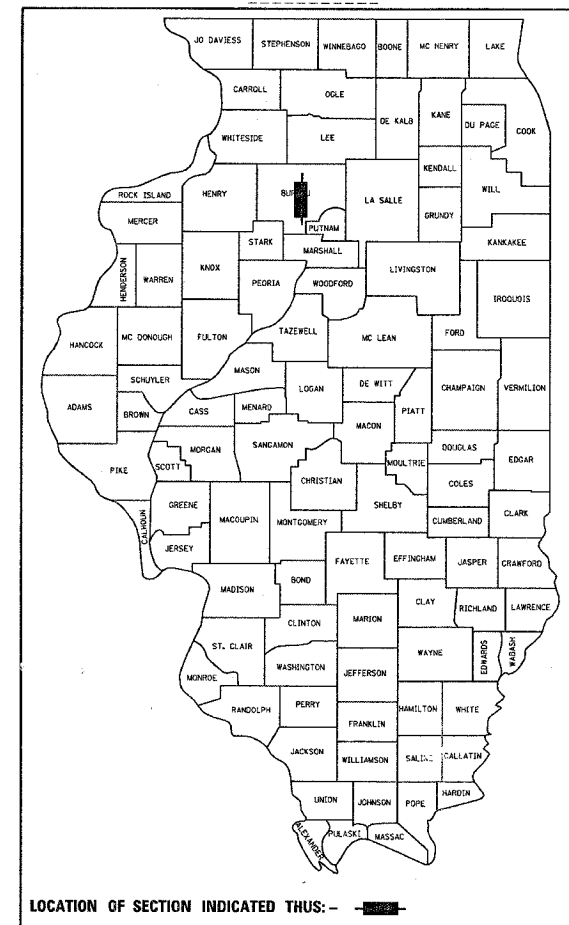 JO DAVIESS STEPHENSON WINNEBAGO BOONE MC HENRY LAKE
CARROLL OGLE DE KALB KANE DU PAGE COOK
WHITESIDE LEE
KENDALL
ROCK ISLAND HENRY LA SALLE WILL
MERCER PUTNAM GRUNDY
STARK MARSHALL KANKAKEE
HENDERSON WARREN KNOX PEORIA WOODFORD LIVINGSTON
IROQUOIS
HANCOCK MC DONOUGH FULTON TAZEWELL MC LEAN FORD
MASON
SCHUYLER LOGAN DE WITT CHAMPAIGN VERMILION
ADAMS BROWN CASS MENARD PIATT
MACON
MORGAN SANGAMON DOUGLAS
PIKE SCOTT CHRISTIAN MOULTRIE COLES EDGAR
GREENE SHELBY
CALHOUN MACOUPIN MONTGOMERY CUMBERLAND CLARK
JERSEY FAYETTE EFFINGHAM JASPER CRAWFORD
MADISON BOND
CLAY RICHLAND LAWRENCE
CLINTON MARION
ST. CLAIR WAYNE EDWARDS WABASH
WASHINGTON JEFFERSON
MONROE
RANDOLPH PERRY HAMILTON WHITE
FRANKLIN
JACKSON WILLIAMSON SALINE GALLATIN
UNION JOHNSON POPE HARDIN
ALEXANDER PULASKI MASSAC
LOCATION OF SECTION INDICATED THUS: -